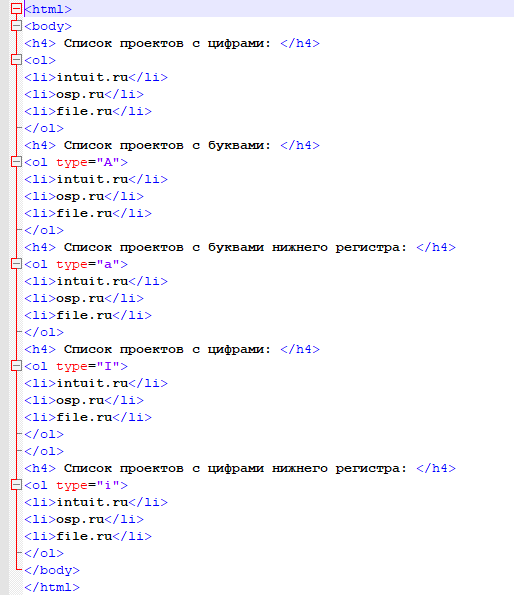 <html>
<body>
<h4> Список проектов с цифрами: </h4>
<ol>
<li>intuit.ru</li>
<li>osp.ru</li>
<li>file.ru</li>
</ol>
<h4> Список проектов с буквами: </h4>
<ol type="A">
<li>intuit.ru</li>
<li>osp.ru</li>
<li>file.ru</li>
</ol>
<h4> Список проектов с буквами нижнего регистра: </h4>
<ol type="a">
<li>intuit.ru</li>
<li>osp.ru</li>
<li>file.ru</li>
</ol>
<h4> Список проектов с цифрами: </h4>
<ol type="I">
<li>intuit.ru</li>
<li>osp.ru</li>
<li>file.ru</li>
</ol>
</ol>
<h4> Список проектов с цифрами нижнего регистра: </h4>
<ol type="i">
<li>intuit.ru</li>
<li>osp.ru</li>
<li>file.ru</li>
</ol>
</body>
</html>